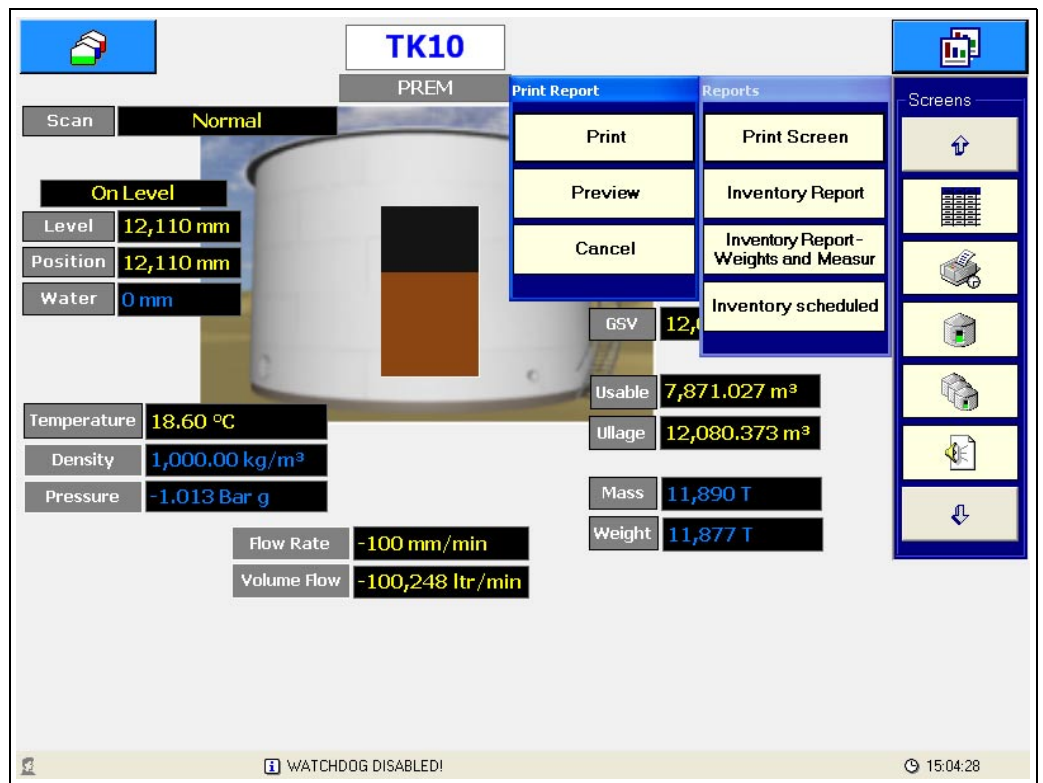 TK10
PREM
Print Report
Reports
Screens
Scan Normal
Print
Print Screen
On Level
Preview
Inventory Report
Level 12,110 mm
Cancel
Inventory Report-
Weights and Measur
Position 12,110 mm
Water 0 mm
Inventory scheduled
GSV 12,
Usable 7,871.027 m³
Temperature 18.60 ºC
Ullage 12,080.373 m³
Density 1,000.00 kg/m³
Pressure -1.013 Bar g
Mass 11,890 T
Weight 11,877 T
Flow Rate -100 mm/min
Volume Flow -100,248 ltr/min
WATCHDOG DISABLED!
15:04:28